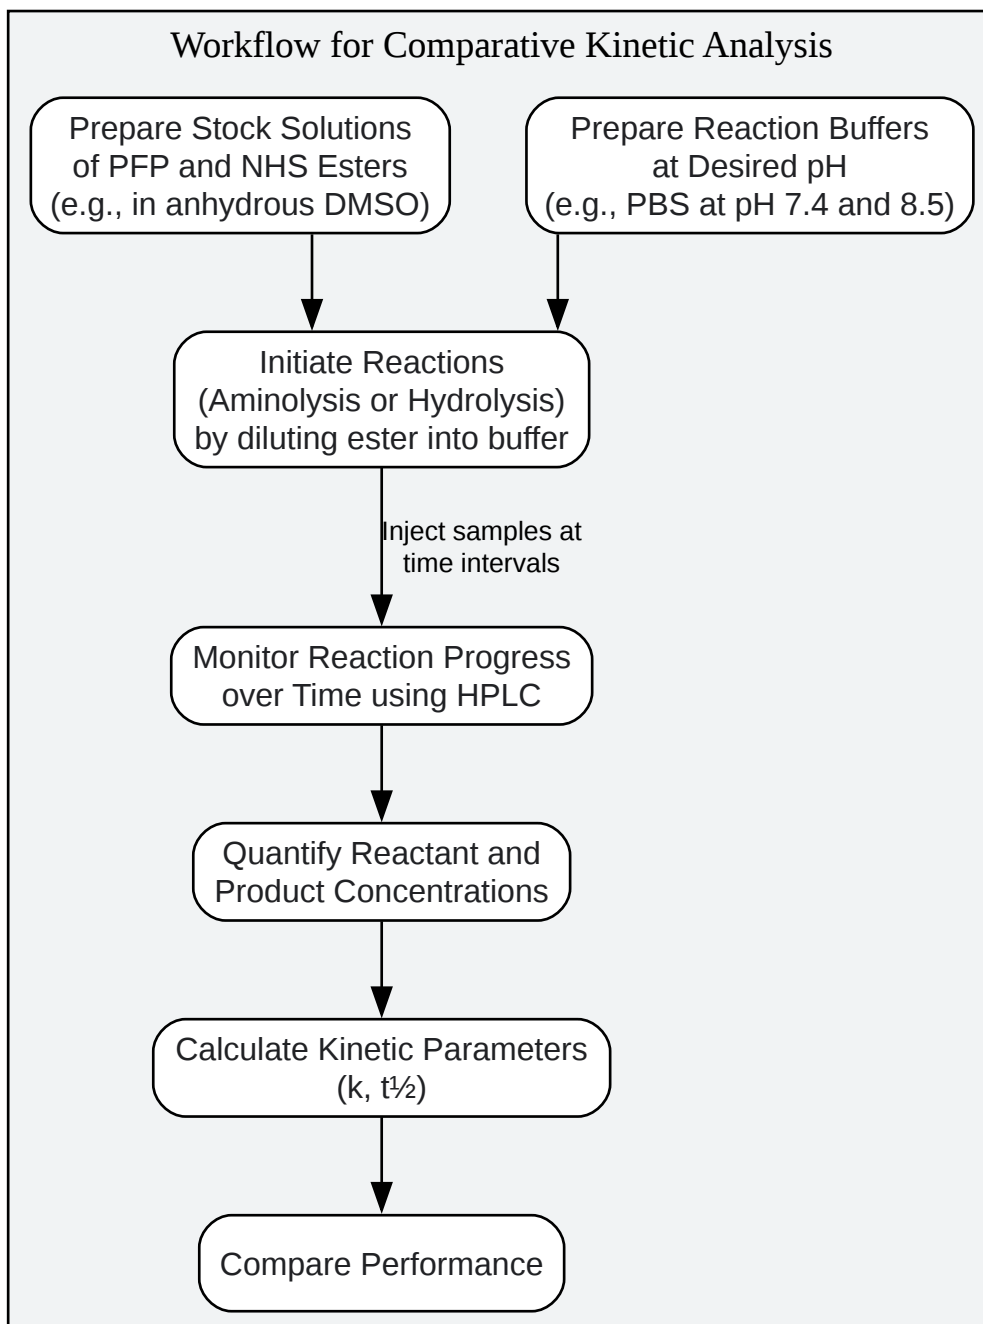 Workflow for Comparative Kinetic Analysis
Prepare Stock Solutions
of PFP and NHS Esters
(e.g., in anhydrous DMSO)
Prepare Reaction Buffers
at Desired pH
(e.g., PBS at pH 7.4 and 8.5)
Initiate Reactions
(Aminolysis or Hydrolysis)
by diluting ester into buffer
Inject samples at
time intervals
Monitor Reaction Progress
over Time using HPLC
Quantify Reactant and
Product Concentrations
Calculate Kinetic Parameters
(k, t½)
Compare Performance